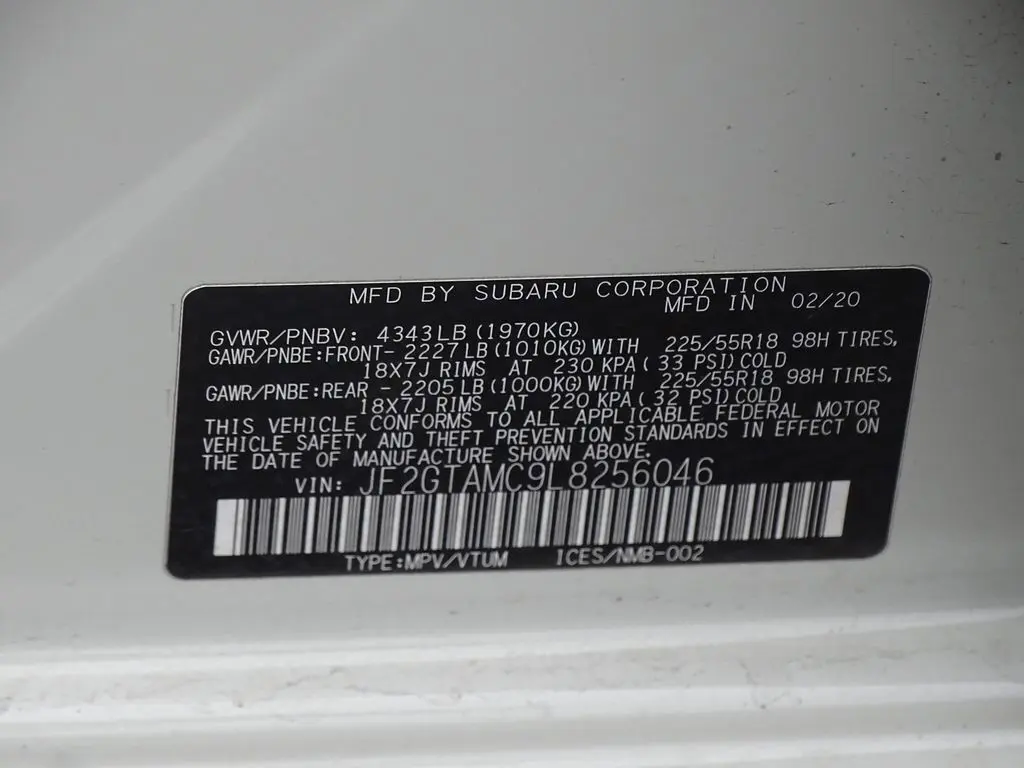 MFD BY SUBARU CORPORATION
MFD IN 02/20
GVWR/PNBV: 4343LB(1970KG)
GAWR/PNBE:FRONT- 2227LB(1010KG)WITH 225/55R18 98H TIRES,
18X7J RIMS AT 230 KPA( 33 PSI)COLD
GAWR/PNBE:REAR - 2205LB(1000KG)WITH 225/55R18 98H TIRES,
18X7J RIMS AT 220 KPA( 32 PSI)COLD
THIS VEHICLE CONFORMS TO ALL APPLICABLE FEDERAL MOTOR
VEHICLE SAFETY AND THEFT PREVENTION STANDARDS IN EFFECT ON
THE DATE OF MANUFACTURE SHOWN ABOVE.
VIN: JF2GTAMC9L8256046
TYPE:MPV/VTUM ICES/NMB-002